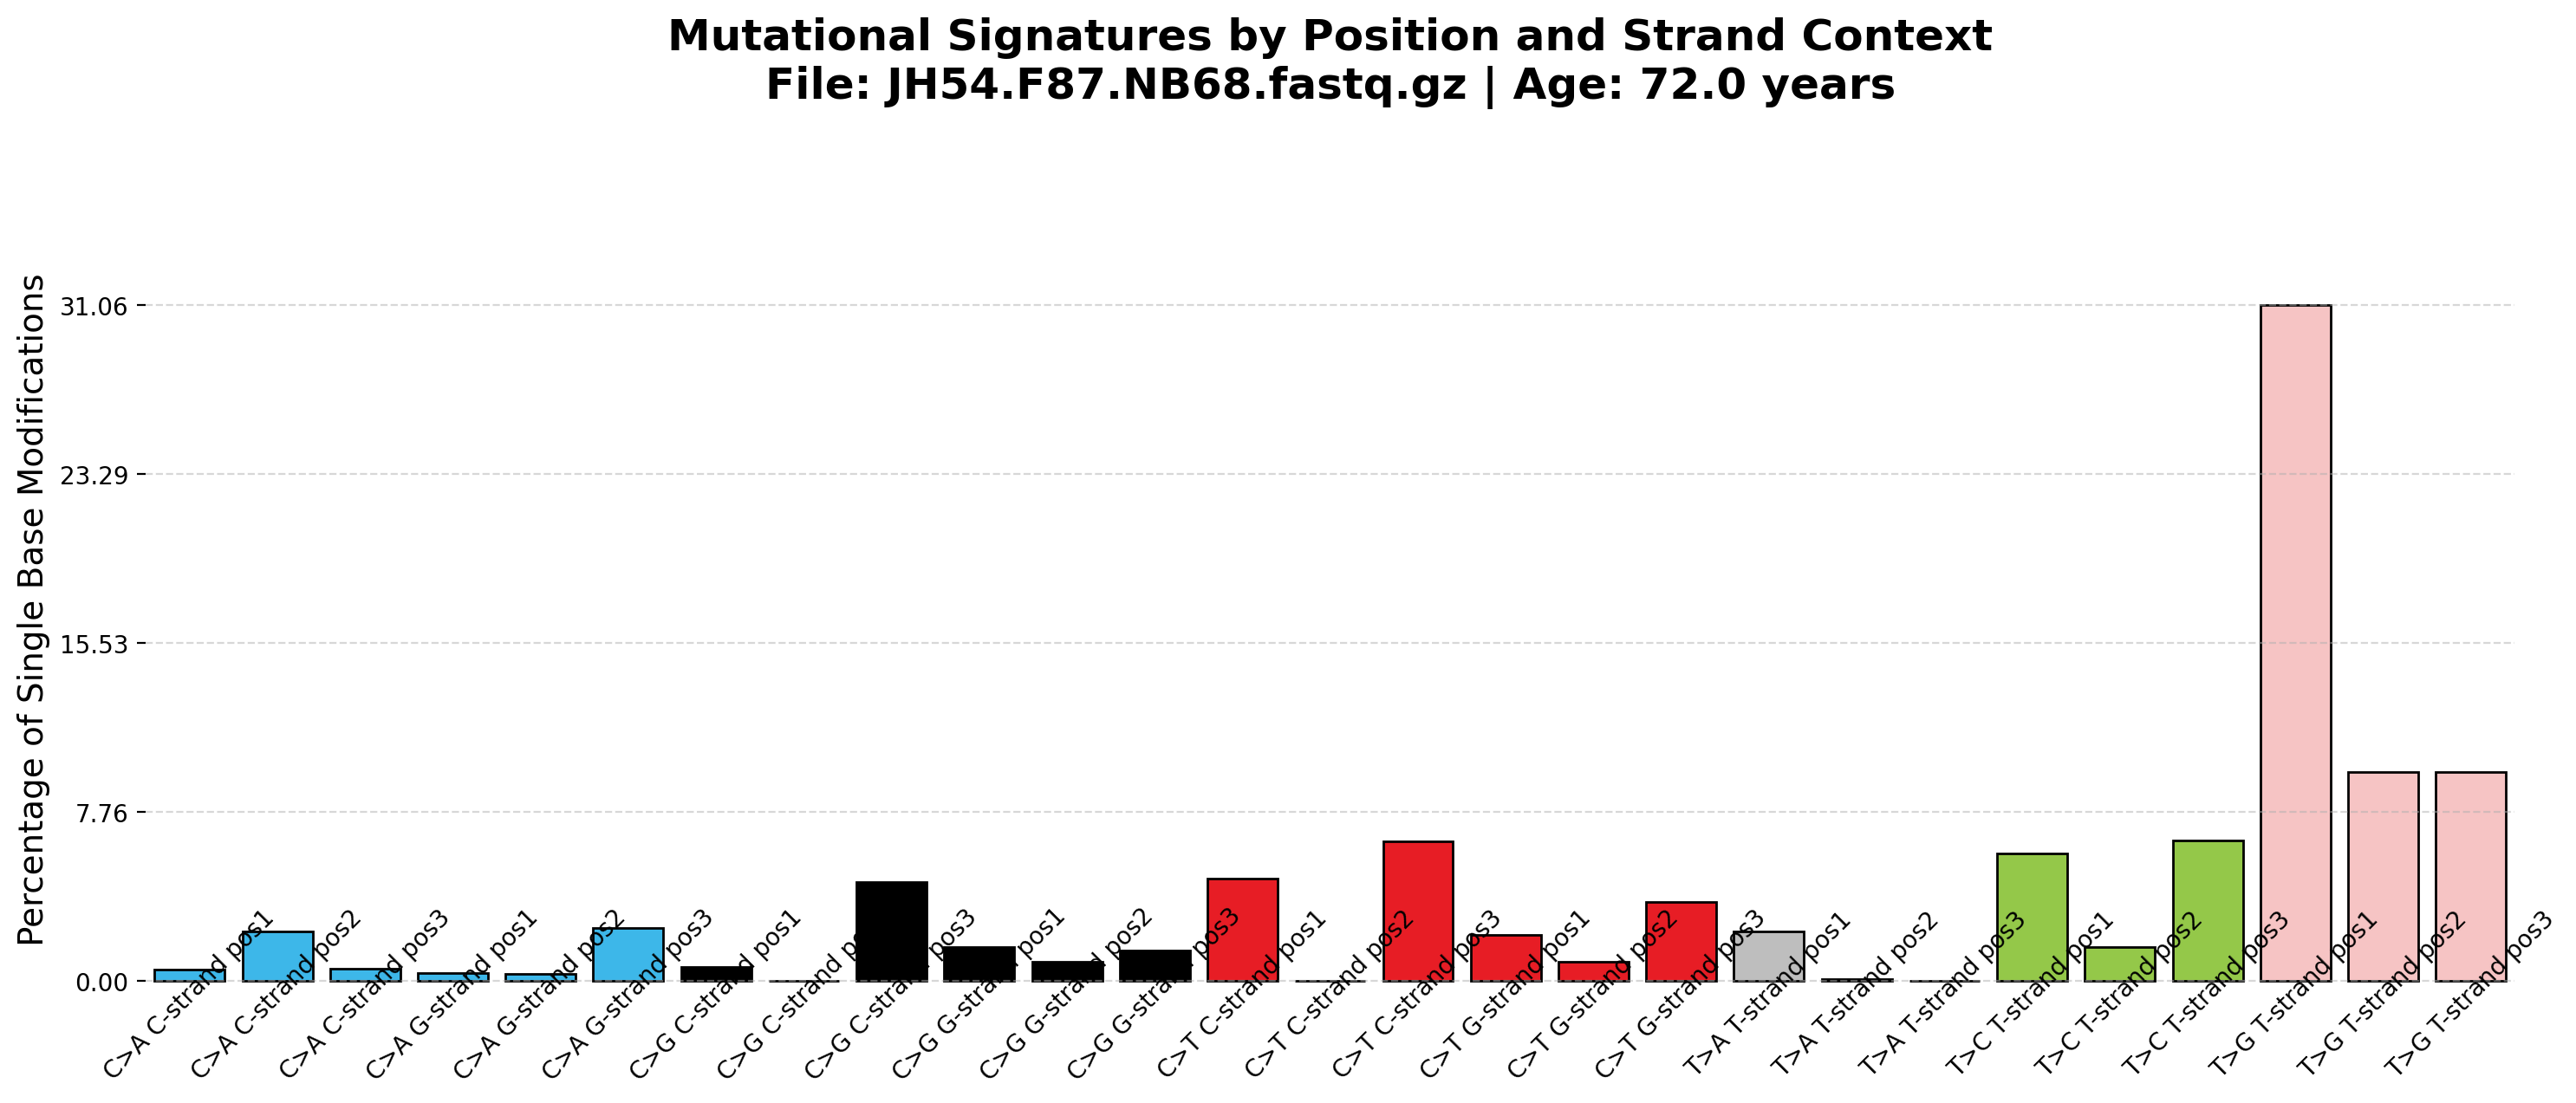 Mutational Signatures by Position and Strand Context
File: JH54.F87.NB68.fastq.gz | Age: 72.0 years
Percentage of Single Base Modifications
31.06
23.29
15.53
7.76
0.00
C>A C-strand pos1
C>A C-strand pos2
C>A C-strand pos3
C>A G-strand pos1
C>A G-strand pos2
C>A G-strand pos3
C>G C-strand pos1
C>G C-strand pos2
C>G C-strand pos3
C>G G-strand pos1
C>G G-strand pos2
C>G G-strand pos3
C>T C-strand pos1
C>T C-strand pos2
C>T C-strand pos3
C>T G-strand pos1
C>T G-strand pos2
C>T G-strand pos3
T>A T-strand pos1
T>A T-strand pos2
T>A T-strand pos3
T>C T-strand pos1
T>C T-strand pos2
T>C T-strand pos3
T>G T-strand pos1
T>G T-strand pos2
T>G T-strand pos3